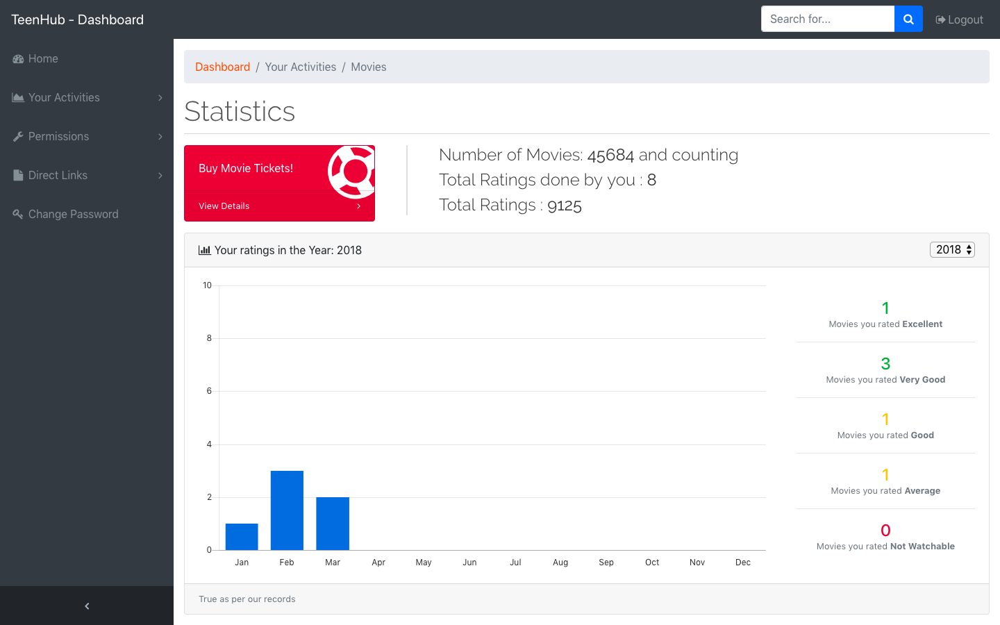 TeenHub - Dashboard
Search for...
Logout
Home
Your Activities
Permissions
Direct Links
Change Password
Dashboard / Your Activities / Movies
Statistics
Buy Movie Tickets!
View Details
Number of Movies: 45684 and counting
Total Ratings done by you : 8
Total Ratings : 9125
Your ratings in the Year: 2018
2018
10
8
6
4
2
0
Jan Feb Mar Apr May Jun Jul Aug Sep Oct Nov Dec
1
Movies you rated Excellent
3
Movies you rated Very Good
1
Movies you rated Good
1
Movies you rated Average
0
Movies you rated Not Watchable
True as per our records